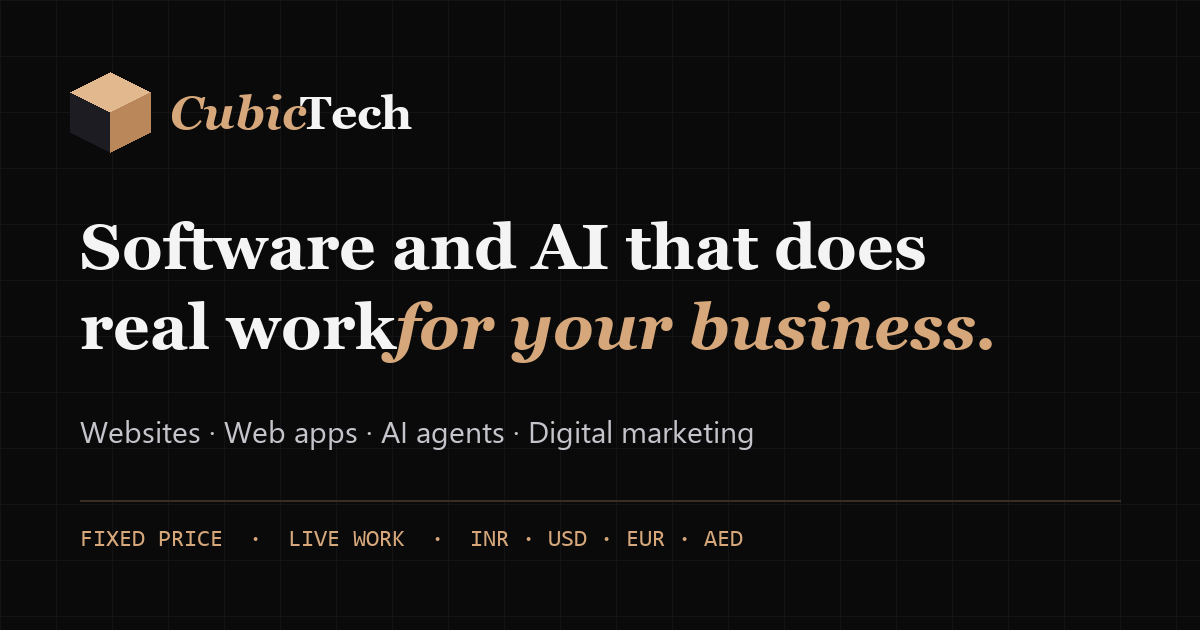 CubicTech
Software and AI that does
real workfor your business.
Websites · Web apps · AI agents · Digital marketing
FIXED PRICE · LIVE WORK · INR · USD · EUR · AED